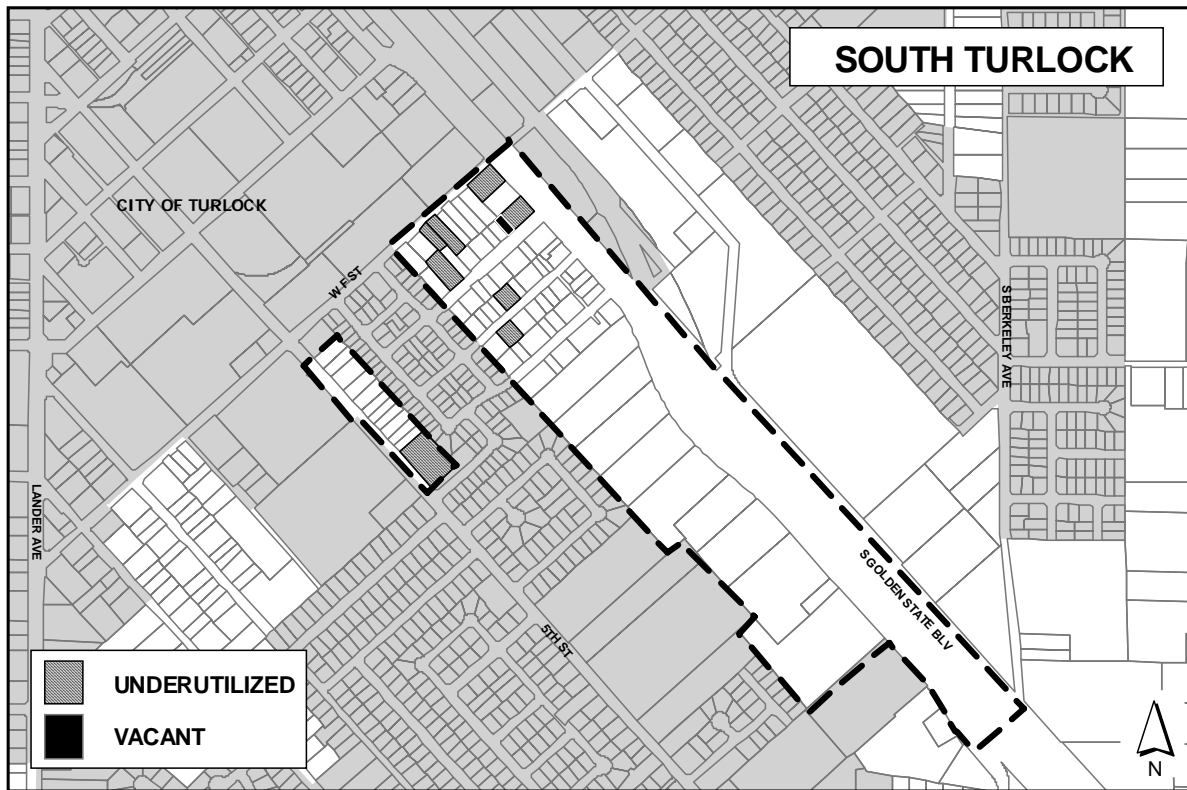 SOUTH TURLOCK
CITY OF TURLOCK
W F ST
S BERKELEY AVE
LANDER AVE
S GOLDEN STATE BLV
5TH ST
UNDERUTILIZED
VACANT
N